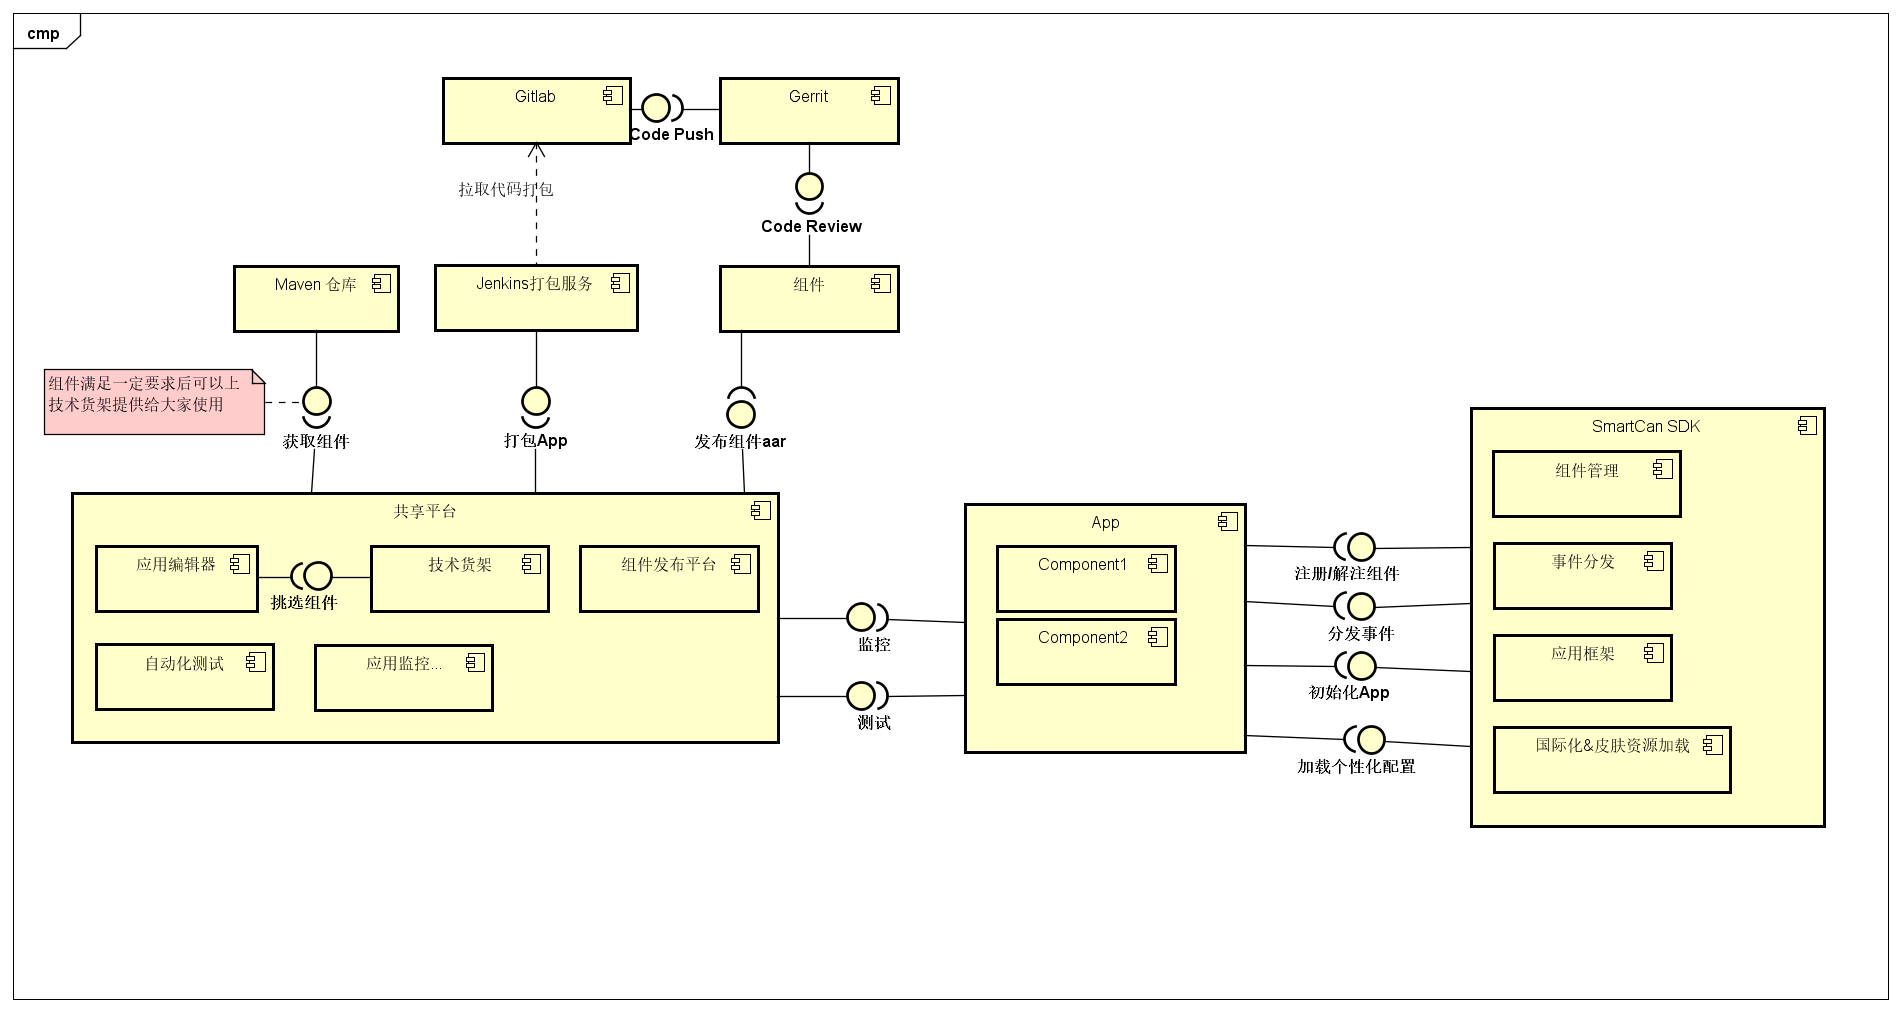 cmp
Gitlab
Gerrit
Code Push
拉取代码打包
Code Review
Maven 仓库
Jenkins打包服务
组件
组件满足一定要求后可以上
技术货架提供给大家使用
获取组件
打包App
发布组件aar
共享平台
应用编辑器
挑选组件
技术货架
组件发布平台
自动化测试
应用监控...
监控
测试
App
Component1
Component2
注册/解注组件
分发事件
初始化App
加载个性化配置
SmartCan SDK
组件管理
事件分发
应用框架
国际化&皮肤资源加载